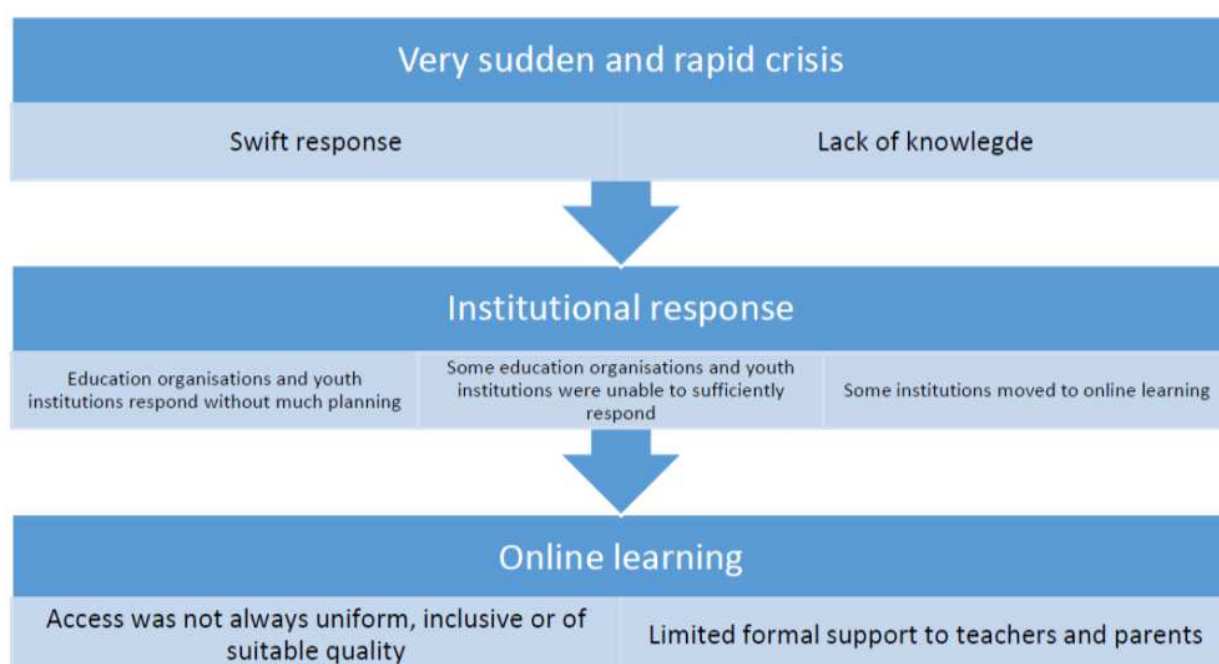 Very sudden and rapid crisis
Swift response
Lack of knowlegde
Institutional response
Education organisations and youth
institutions respond without much planning
Some education organisations and youth
institutions were unable to sufficiently
respond
Some institutions moved to online learning
Online learning
Access was not always uniform, inclusive or of
suitable quality
Limited formal support to teachers and parents